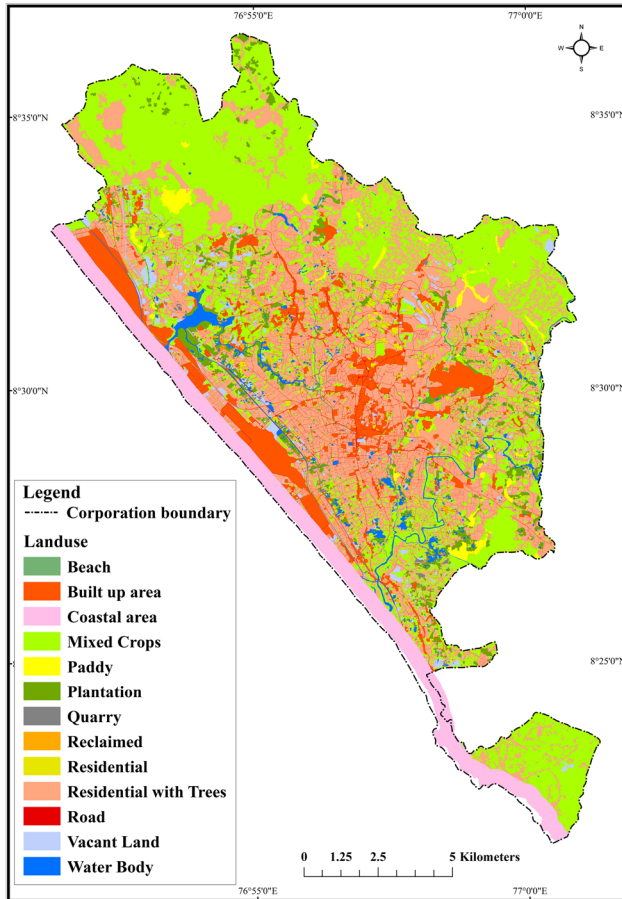 76°55'0"E 77°0'0"E
N
W E
S
8°35'0"N 8°35'0"N
8°30'0"N 8°30'0"N
Legend
Corporation boundary
Landuse
Beach
Built up area
Coastal area
Mixed Crops
Paddy
Plantation
Quarry
Reclaimed
Residential
Residential with Trees
Road
Vacant Land
Water Body
8°25'0"N
0 1.25 2.5 5 Kilometers
76°55'0"E 77°0'0"E